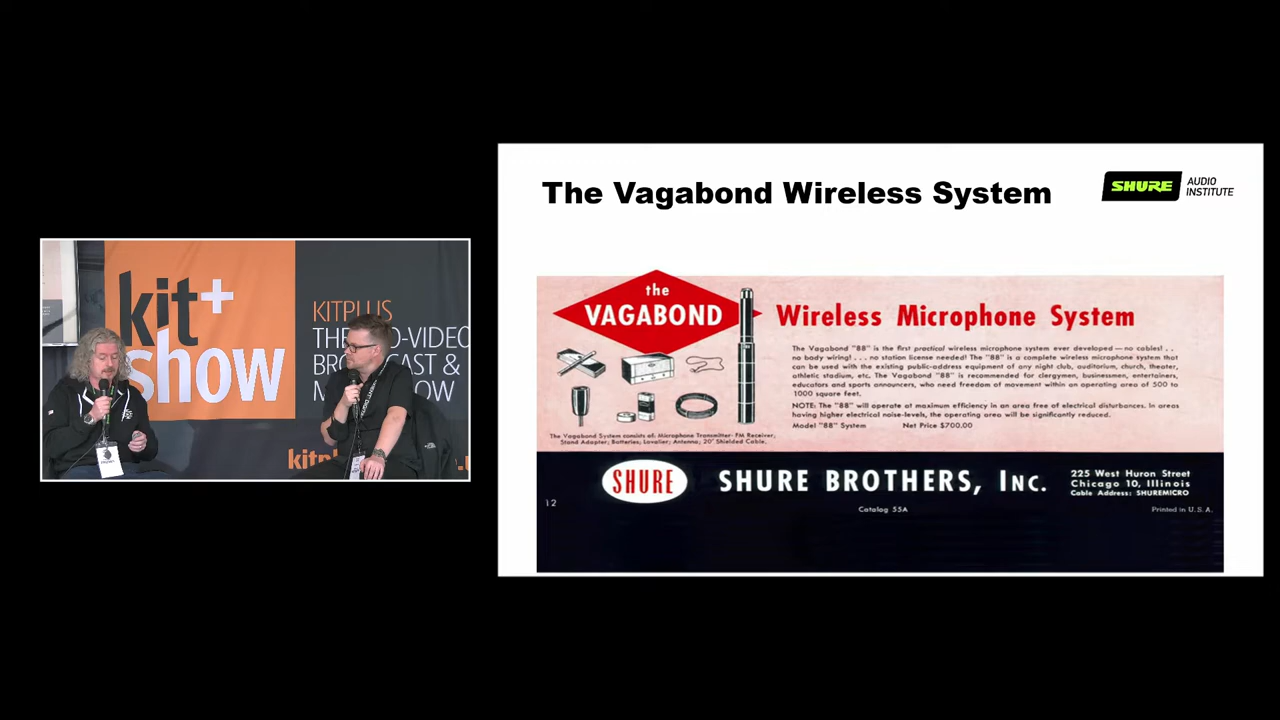 The Vagabond Wireless System
SHURE AUDIO
INSTITUTE
kit+
show
KITPLUS
THE
VIDEO
BRO
CAST &
M
SHOW
the
VAGABOND
Wireless Microphone System
The Vagabond "88" is the first practical wireless microphone system ever developed — no cables! . .
no body wiring! . . . no station license needed! The "88" is a complete wireless microphone system that
can be used with the existing public-address equipment of any night club, auditorium, church, theater,
athletic stadium, etc. The Vagabond "88" is recommended for clergymen, businessmen, entertainers,
educators and sports announcers, who need freedom of movement within an operating area of 500 to
1000 square feet.
NOTE: The "88" will operate at maximum efficiency in an area free of electrical disturbances. In areas
having higher electrical noise-levels, the operating area will be significantly reduced.
Model "88" System Net Price $700.00
The Vagabond System consists of: Microphone Transmitter- FM Receiver;
Stand Adapter; Batteries; Lavalier; Antenna; 20' Shielded Cable.
SHURE
SHURE BROTHERS, INC.
225 West Huron Street
Chicago 10, Illinois
Cable Address: SHUREMICRO
12
Catalog 55A
Printed in U. S. A.